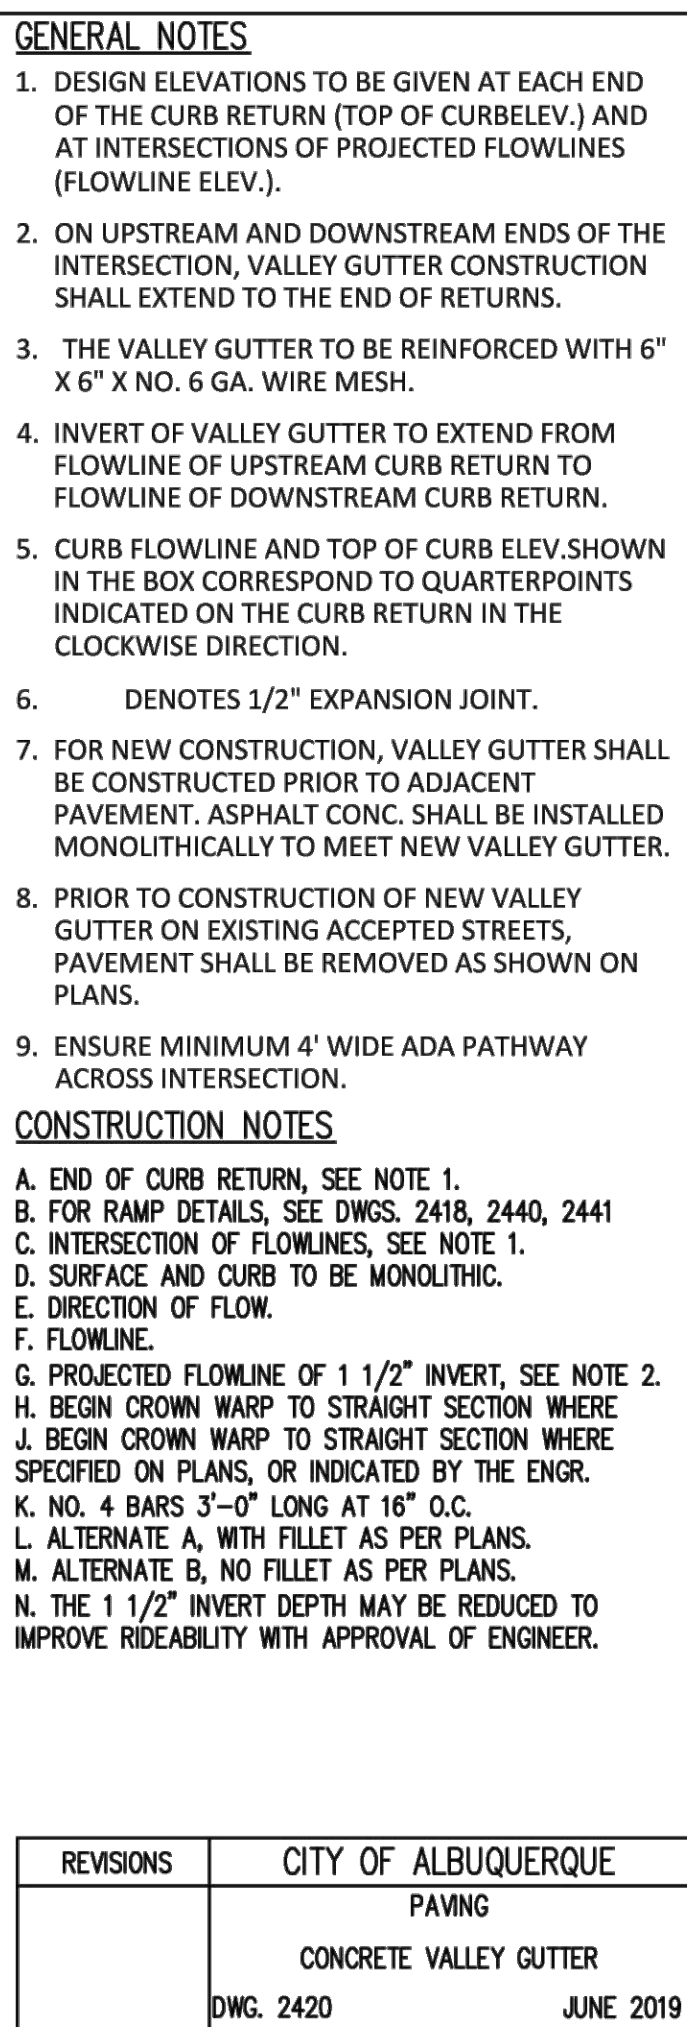 GENERAL NOTES
1. DESIGN ELEVATIONS TO BE GIVEN AT EACH END
OF THE CURB RETURN (TOP OF CURBELEV.) AND
AT INTERSECTIONS OF PROJECTED FLOWLINES
(FLOWLINE ELEV.).
2. ON UPSTREAM AND DOWNSTREAM ENDS OF THE
INTERSECTION, VALLEY GUTTER CONSTRUCTION
SHALL EXTEND TO THE END OF RETURNS.
3. THE VALLEY GUTTER TO BE REINFORCED WITH 6"
X 6" X NO. 6 GA. WIRE MESH.
4. INVERT OF VALLEY GUTTER TO EXTEND FROM
FLOWLINE OF UPSTREAM CURB RETURN TO
FLOWLINE OF DOWNSTREAM CURB RETURN.
5. CURB FLOWLINE AND TOP OF CURB ELEV.SHOWN
IN THE BOX CORRESPOND TO QUARTERPOINTS
INDICATED ON THE CURB RETURN IN THE
CLOCKWISE DIRECTION.
6. DENOTES 1/2" EXPANSION JOINT.
7. FOR NEW CONSTRUCTION, VALLEY GUTTER SHALL
BE CONSTRUCTED PRIOR TO ADJACENT
PAVEMENT. ASPHALT CONC. SHALL BE INSTALLED
MONOLITHICALLY TO MEET NEW VALLEY GUTTER.
8. PRIOR TO CONSTRUCTION OF NEW VALLEY
GUTTER ON EXISTING ACCEPTED STREETS,
PAVEMENT SHALL BE REMOVED AS SHOWN ON
PLANS.
9. ENSURE MINIMUM 4' WIDE ADA PATHWAY
ACROSS INTERSECTION.
CONSTRUCTION NOTES
A. END OF CURB RETURN, SEE NOTE 1.
B. FOR RAMP DETAILS, SEE DWGS. 2418, 2440, 2441
C. INTERSECTION OF FLOWLINES, SEE NOTE 1.
D. SURFACE AND CURB TO BE MONOLITHIC.
E. DIRECTION OF FLOW.
F. FLOWLINE.
G. PROJECTED FLOWLINE OF 1 1/2" INVERT, SEE NOTE 2.
H. BEGIN CROWN WARP TO STRAIGHT SECTION WHERE
J. BEGIN CROWN WARP TO STRAIGHT SECTION WHERE
SPECIFIED ON PLANS, OR INDICATED BY THE ENGR.
K. NO. 4 BARS 3'-0" LONG AT 16" O.C.
L. ALTERNATE A, WITH FILLET AS PER PLANS.
M. ALTERNATE B, NO FILLET AS PER PLANS.
N. THE 1 1/2" INVERT DEPTH MAY BE REDUCED TO
IMPROVE RIDEABILITY WITH APPROVAL OF ENGINEER.
REVISIONS
CITY OF ALBUQUERQUE
PAVING
CONCRETE VALLEY GUTTER
DWG. 2420 JUNE 2019